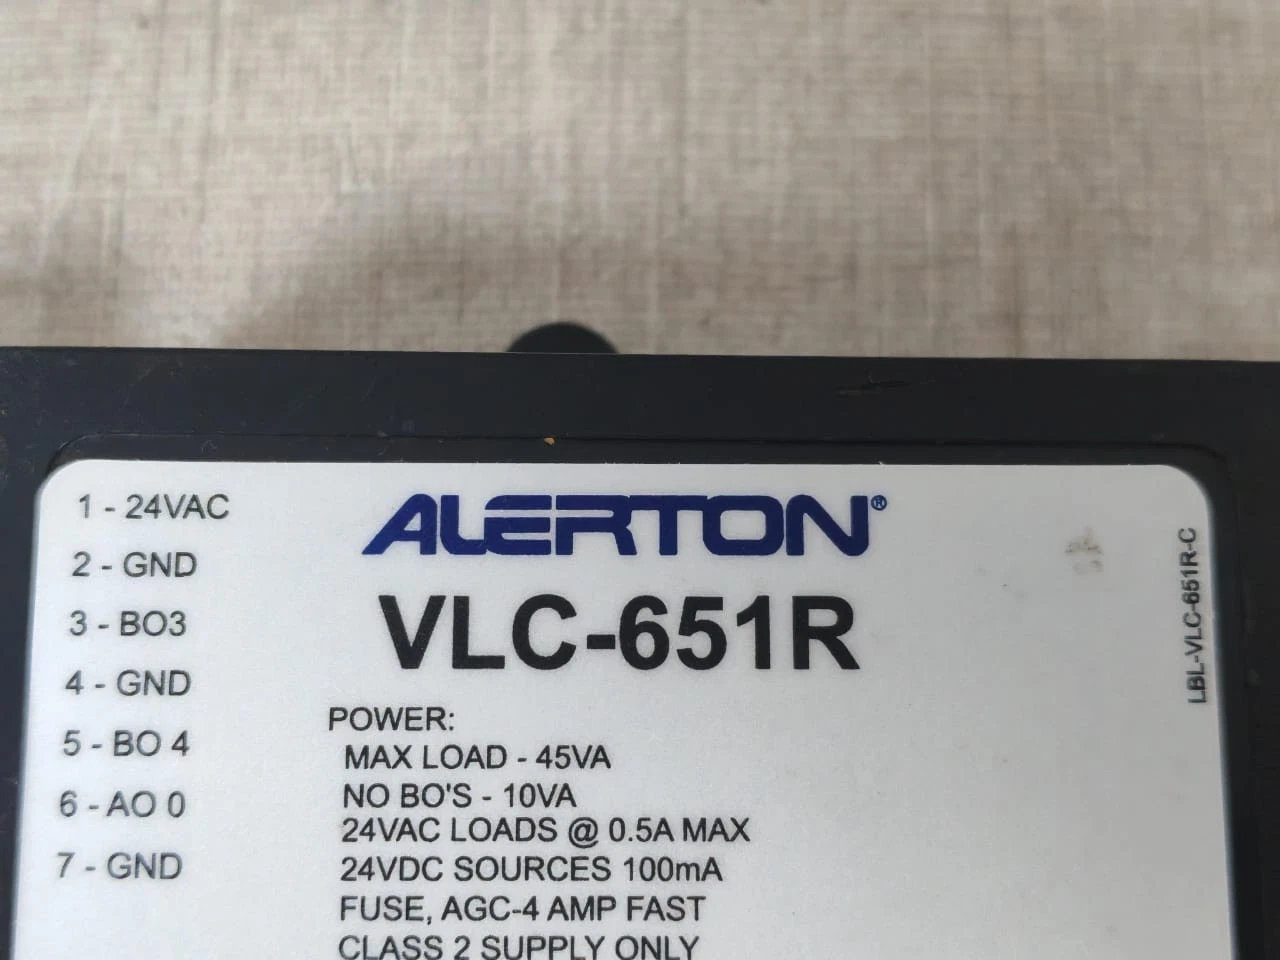 1 - 24VAC
2 - GND
3 - BO3
4 - GND
5 - BO 4
6 - AO 0
7 - GND
ALERTON®
VLC-651R
POWER:
MAX LOAD - 45VA
NO BO'S - 10VA
24VAC LOADS @ 0.5A MAX
24VDC SOURCES 100mA
FUSE, AGC-4 AMP FAST
CLASS 2 SUPPLY ONLY
LBL-VLC-651R-C